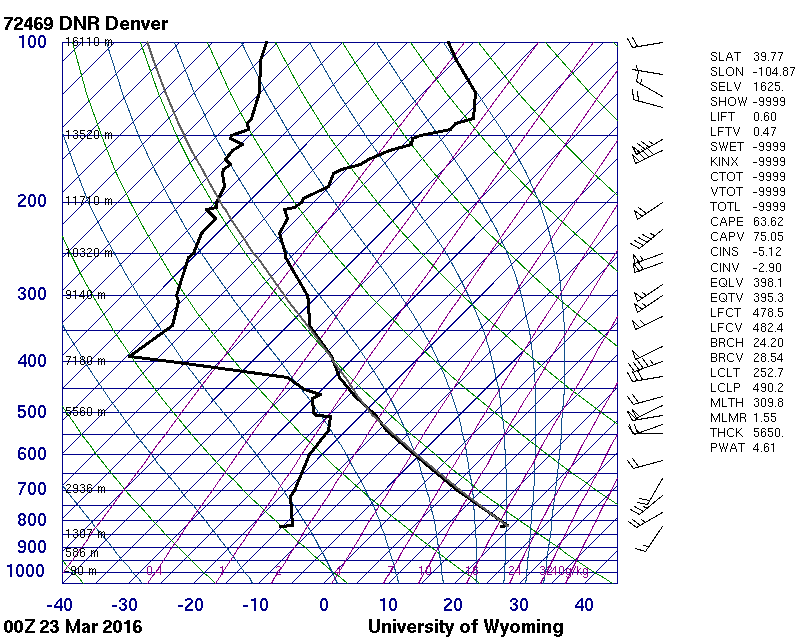 72469 DNR Denver
100
16110 m
13520 m
200
11710 m
10320 m
300
9140 m
400
7180 m
500
5560 m
600
700
2936 m
800
1307 m
900
586 m
1000
-90 m
0.4
1
2
4
7
10
16
24
32
40g/kg
-40
-30
-20
-10
0
10
20
30
40
00Z 23 Mar 2016
University of Wyoming
SLAT 39.77
SLON -104.87
SELV 1625.
SHOW -9999
LIFT 0.60
LFTV 0.47
SWET -9999
KINX -9999
CTOT -9999
VTOT -9999
TOTL -9999
CAPE 63.62
CAPV 75.05
CINS -5.12
CINV -2.90
EQLV 398.1
EQTV 395.3
LFCT 478.5
LFCV 482.4
BRCH 24.20
BRCV 28.54
LCLT 252.7
LCLP 490.2
MLTH 309.8
MLMR 1.55
THCK 5650.
PWAT 4.61